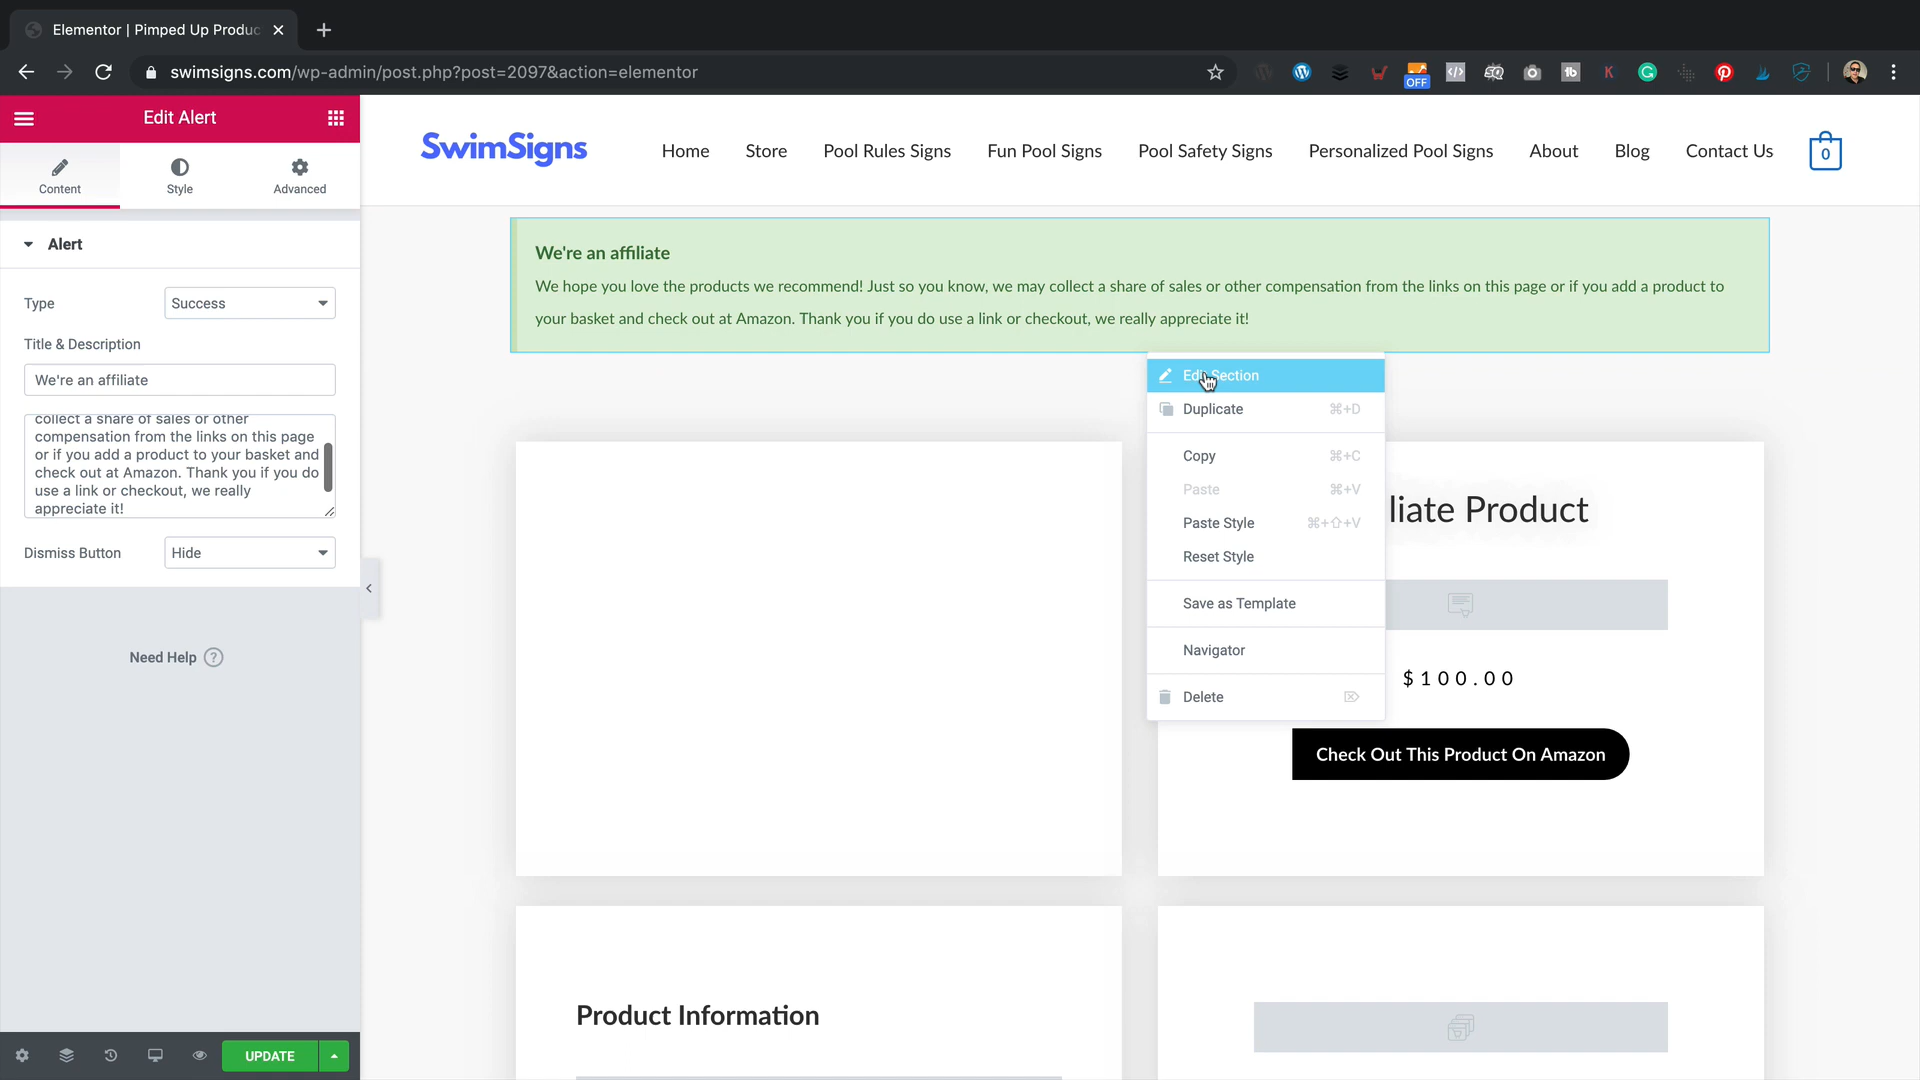 Elementor | Pimped Up Produc
swimsigns.com/wp-admin/post.php?post=2097&action=elementor
OFF
Edit Alert
Content
Style
Advanced
Alert
Type
Success
Title & Description
We're an affiliate
collect a share of sales or other
compensation from the links on this page
or if you add a product to your basket and
check out at Amazon. Thank you if you do
use a link or checkout, we really
appreciate it!
Dismiss Button
Hide
Need Help ?
UPDATE
SwimSigns
Home
Store
Pool Rules Signs
Fun Pool Signs
Pool Safety Signs
Personalized Pool Signs
About
Blog
Contact Us
0
We're an affiliate
We hope you love the products we recommend! Just so you know, we may collect a share of sales or other compensation from the links on this page or if you add a product to
your basket and check out at Amazon. Thank you if you do use a link or checkout, we really appreciate it!
Edit Section
Duplicate ⌘+D
Copy ⌘+C
Paste ⌘+V
Paste Style ⌘+⇧+V
Reset Style
Save as Template
Navigator
Delete ⌦
liate Product
$100.00
Check Out This Product On Amazon
Product Information